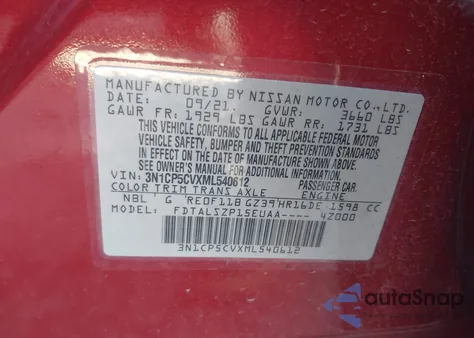 MANUFACTURED BY NISSAN MOTOR CO.,LTD.
DATE: 09/21 GVWR: 3660 LBS
GAWR FR: 1929 LBS GAWR RR: 1731 LBS
THIS VEHICLE CONFORMS TO ALL APPLICABLE FEDERAL MOTOR
VEHICLE SAFETY, BUMPER AND THEFT PREVENTION STANDARDS
IN EFFECT ON THE DATE OF MANUFACTURE SHOWN ABOVE.
SEE OWNER'S MANUAL FOR ADDITIONAL INFORMATION
VIN: 3N1CP5CVXML540612 PASSENGER CAR
COLOR TRIM TRANS AXLE ENGINE
NBL G RE0F11B GZ39 HR16DE 1598 CC
MODEL FDTALSZP15EUAA---- 42000
3N1CP5CVXML540612
autoSnap